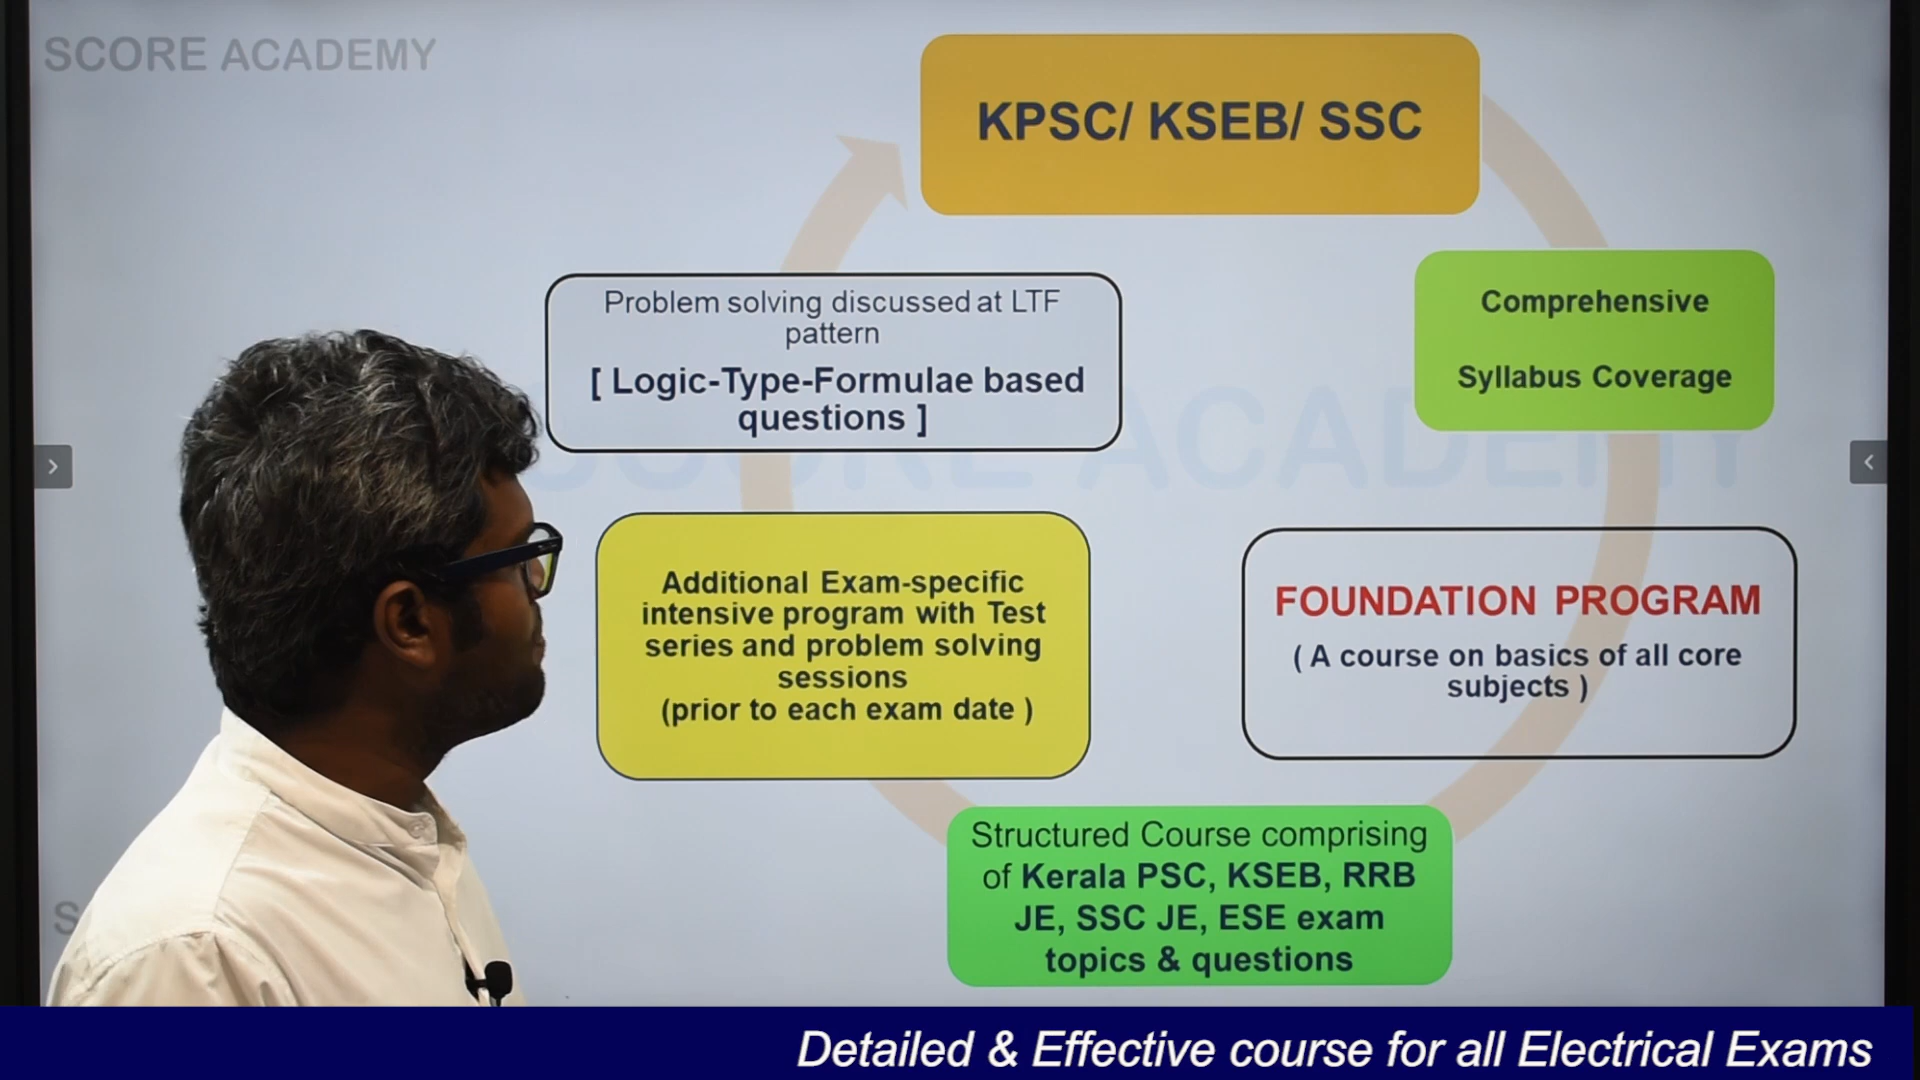 SCORE ACADEMY
KPSC/ KSEB/ SSC
Comprehensive
Syllabus Coverage
Problem solving discussed at LTF
pattern
[ Logic-Type-Formulae based
questions ]
SCORE ACADEMY
Additional Exam-specific
intensive program with Test
series and problem solving
sessions
(prior to each exam date )
FOUNDATION PROGRAM
( A course on basics of all core
subjects )
Structured Course comprising
of Kerala PSC, KSEB, RRB
JE, SSC JE, ESE exam
topics & questions
S
Detailed & Effective course for all Electrical Exams